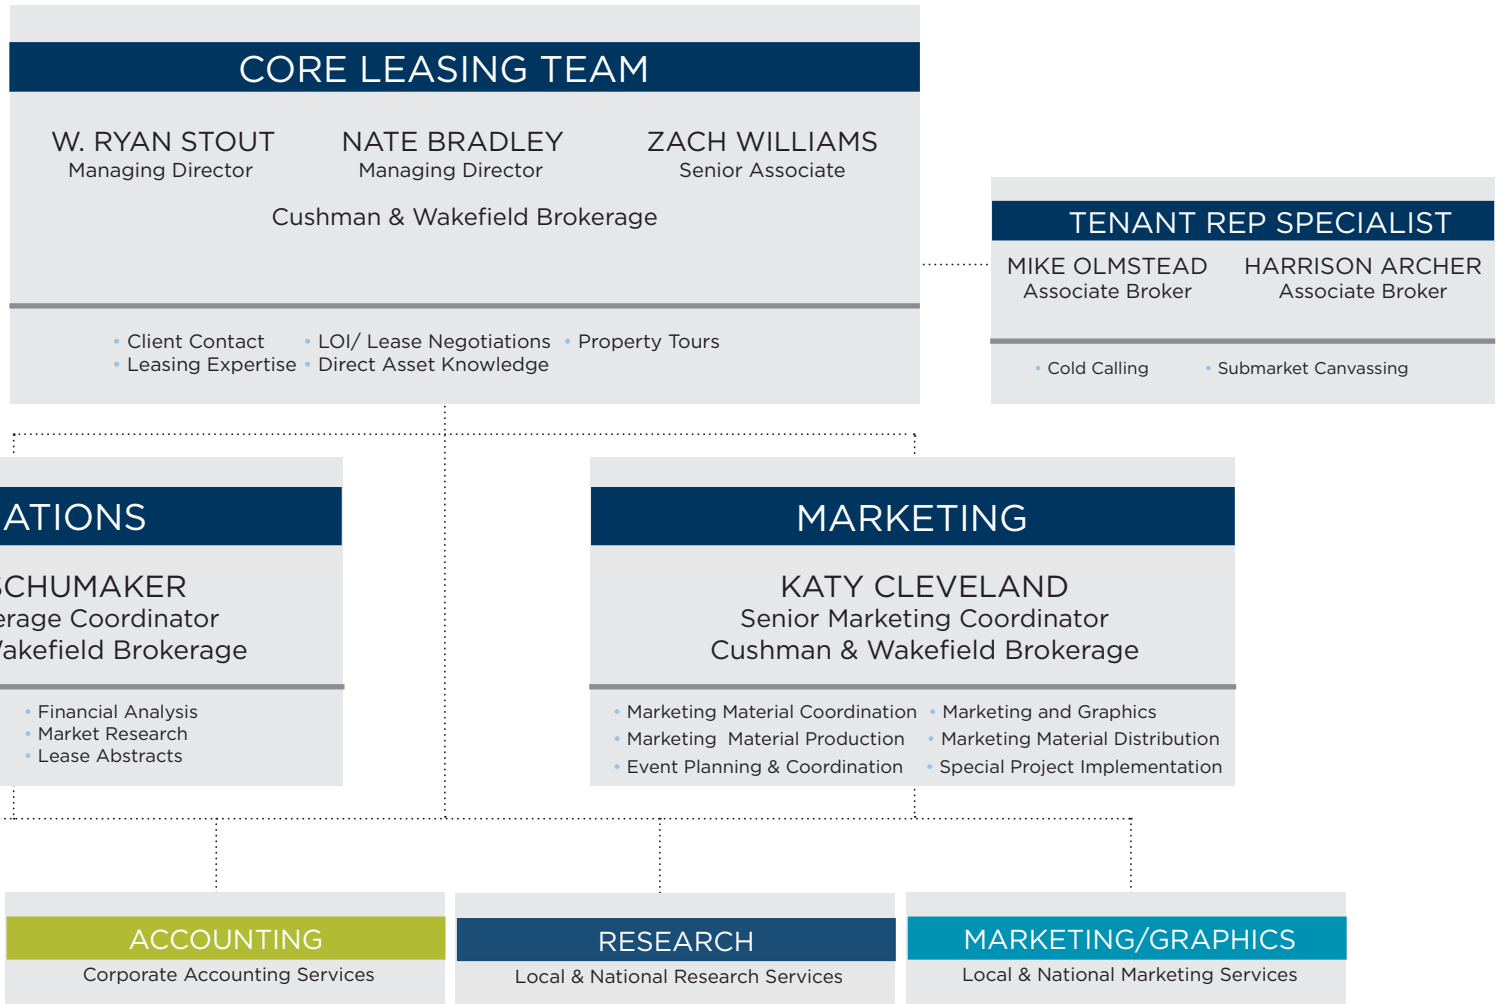 CORE LEASING TEAM
W. RYAN STOUT NATE BRADLEY ZACH WILLIAMS
Managing Director Managing Director Senior Associate
Cushman & Wakefield Brokerage
• Client Contact • LOI/ Lease Negotiations • Property Tours
• Leasing Expertise • Direct Asset Knowledge
TENANT REP SPECIALIST
MIKE OLMSTEAD HARRISON ARCHER
Associate Broker Associate Broker
• Cold Calling • Submarket Canvassing
ATIONS
SCHUMAKER
erage Coordinator
Wakefield Brokerage
• Financial Analysis
• Market Research
• Lease Abstracts
MARKETING
KATY CLEVELAND
Senior Marketing Coordinator
Cushman & Wakefield Brokerage
• Marketing Material Coordination • Marketing and Graphics
• Marketing Material Production • Marketing Material Distribution
• Event Planning & Coordination • Special Project Implementation
ACCOUNTING
Corporate Accounting Services
RESEARCH
Local & National Research Services
MARKETING/GRAPHICS
Local & National Marketing Services